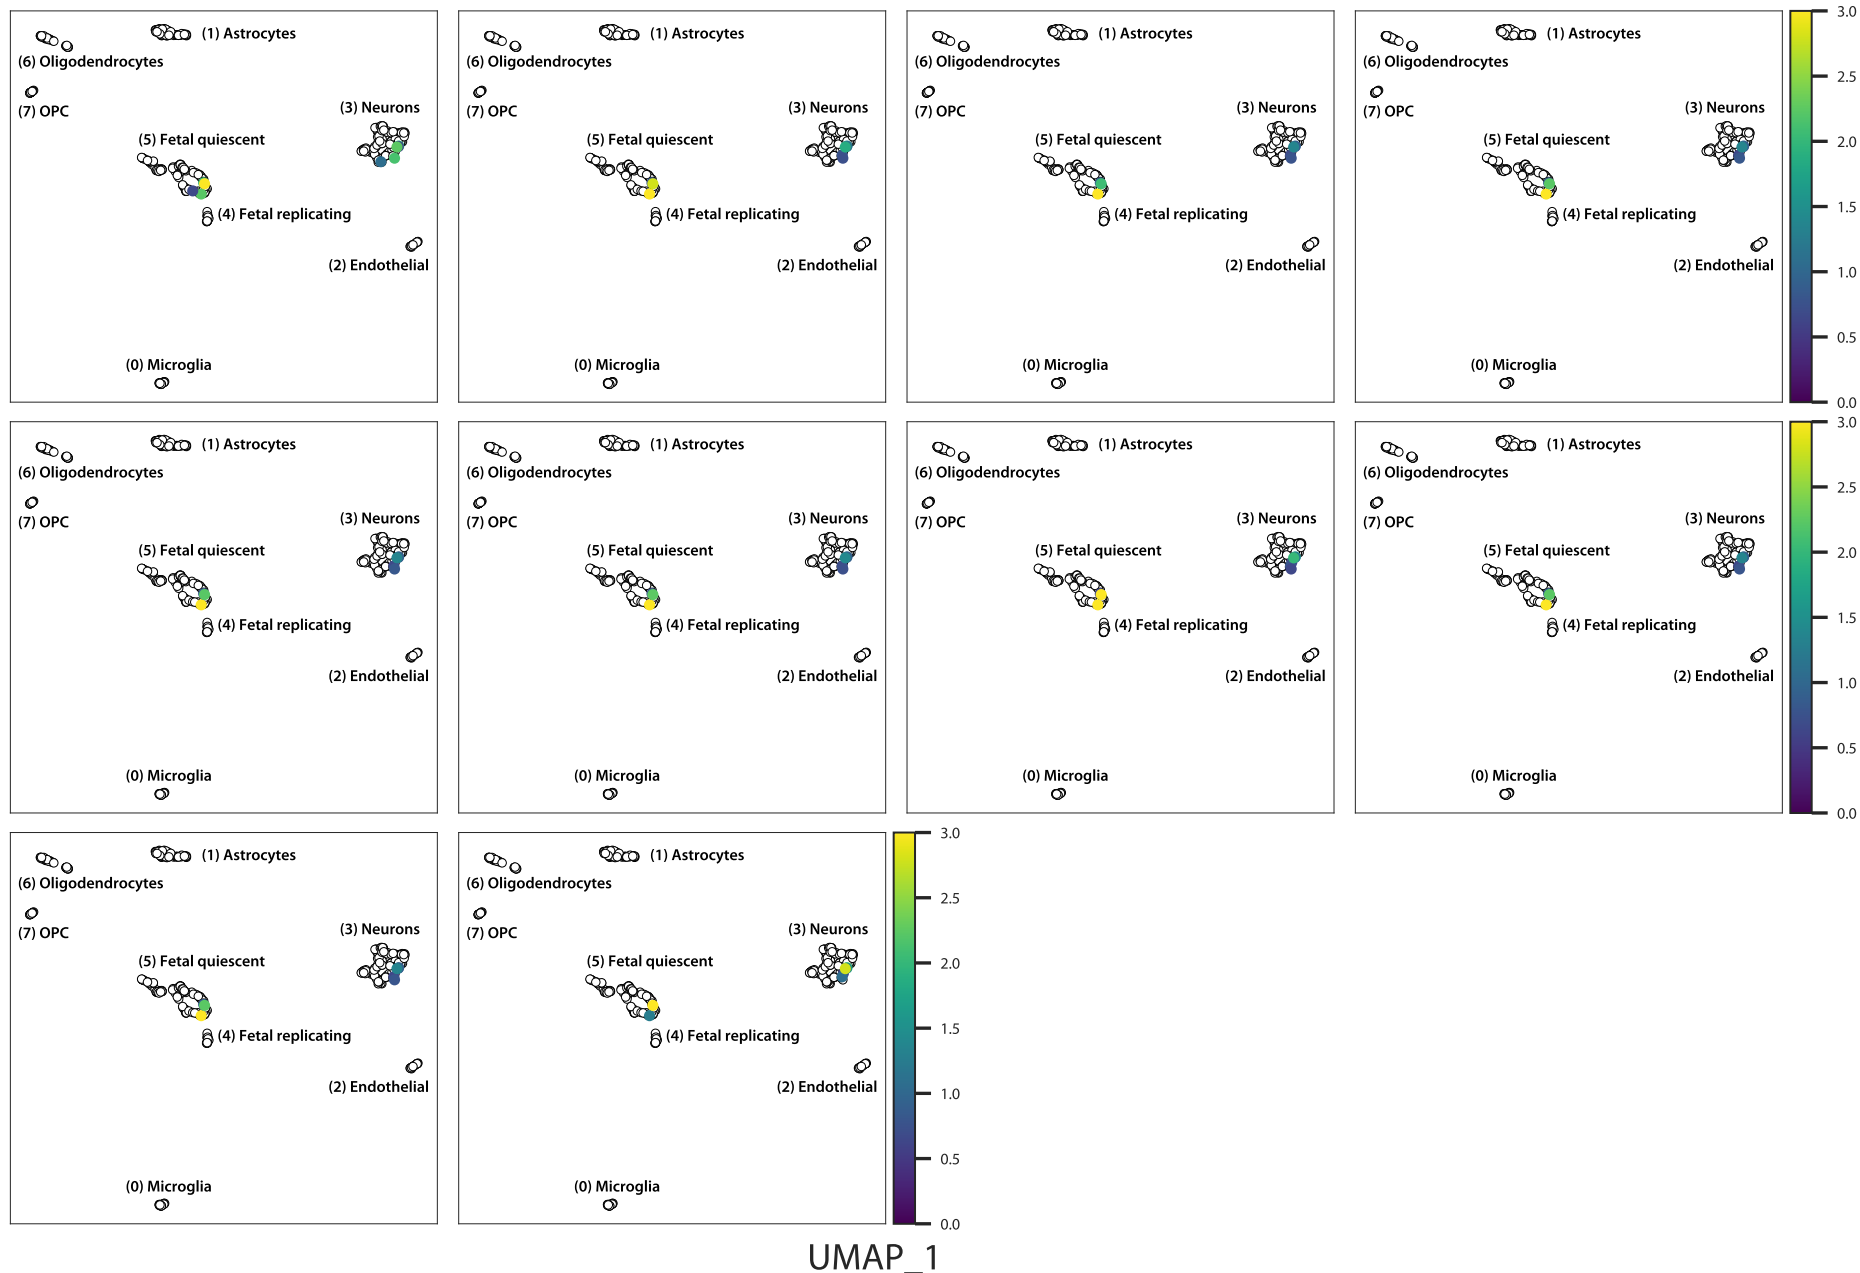 (1) Astrocytes
(6) Oligodendrocytes
(7) OPC
(3) Neurons
(5) Fetal quiescent
(4) Fetal replicating
(2) Endothelial
(0) Microglia
(1) Astrocytes
(6) Oligodendrocytes
(7) OPC
(3) Neurons
(5) Fetal quiescent
(4) Fetal replicating
(2) Endothelial
(0) Microglia
(1) Astrocytes
(6) Oligodendrocytes
(7) OPC
(3) Neurons
(5) Fetal quiescent
(4) Fetal replicating
(2) Endothelial
(0) Microglia
(1) Astrocytes
(6) Oligodendrocytes
(7) OPC
(3) Neurons
(5) Fetal quiescent
(4) Fetal replicating
(2) Endothelial
(0) Microglia
3.0
2.5
2.0
1.5
1.0
0.5
0.0
(1) Astrocytes
(6) Oligodendrocytes
(7) OPC
(3) Neurons
(5) Fetal quiescent
(4) Fetal replicating
(2) Endothelial
(0) Microglia
(1) Astrocytes
(6) Oligodendrocytes
(7) OPC
(3) Neurons
(5) Fetal quiescent
(4) Fetal replicating
(2) Endothelial
(0) Microglia
(1) Astrocytes
(6) Oligodendrocytes
(7) OPC
(3) Neurons
(5) Fetal quiescent
(4) Fetal replicating
(2) Endothelial
(0) Microglia
(1) Astrocytes
(6) Oligodendrocytes
(7) OPC
(3) Neurons
(5) Fetal quiescent
(4) Fetal replicating
(2) Endothelial
(0) Microglia
3.0
2.5
2.0
1.5
1.0
0.5
0.0
(1) Astrocytes
(6) Oligodendrocytes
(7) OPC
(3) Neurons
(5) Fetal quiescent
(4) Fetal replicating
(2) Endothelial
(0) Microglia
(1) Astrocytes
(6) Oligodendrocytes
(7) OPC
(3) Neurons
(5) Fetal quiescent
(4) Fetal replicating
(2) Endothelial
(0) Microglia
3.0
2.5
2.0
1.5
1.0
0.5
0.0
UMAP_1